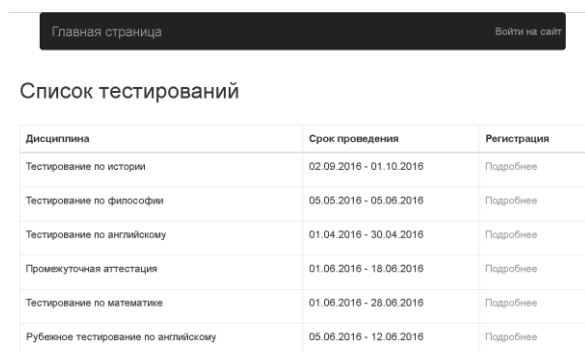 Главная страница Войти на сайт
Список тестирований
Дисциплина Срок проведения Регистрация
Тестирование по истории 02.09.2016 - 01.10.2016 Подробнее
Тестирование по философии 05.05.2016 - 05.06.2016 Подробнее
Тестирование по английскому 01.04.2016 - 30.04.2016 Подробнее
Промежуточная аттестация 01.06.2016 - 18.06.2016 Подробнее
Тестирование по математике 01.06.2016 - 28.06.2016 Подробнее
Рубежное тестирование по английскому 05.06.2016 - 12.06.2016 Подробнее